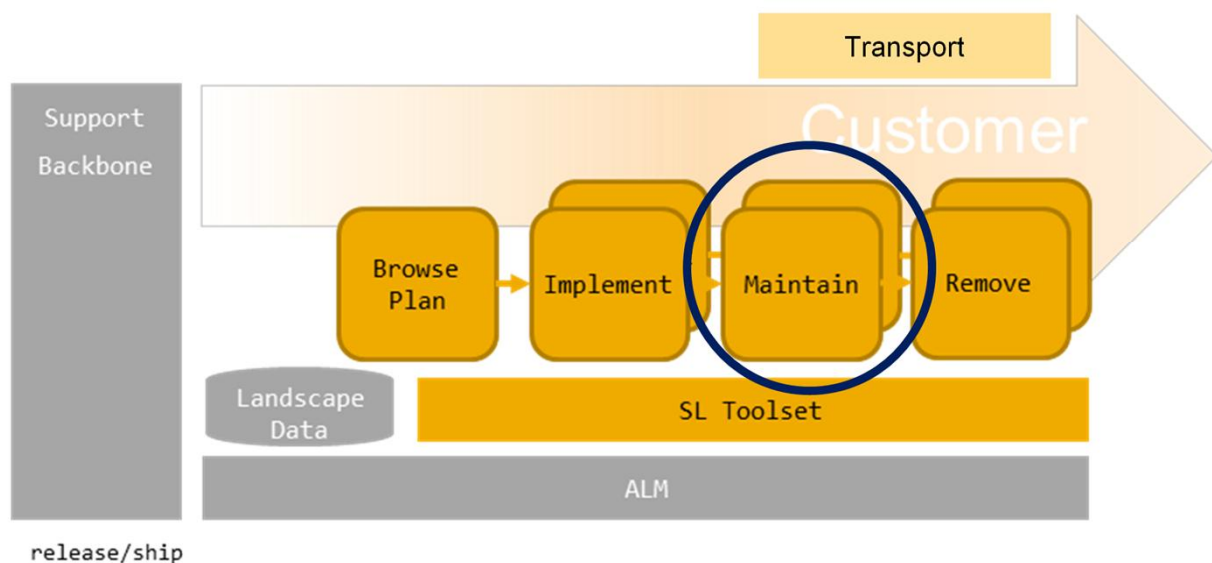 Transport
Customer
Support
Backbone
Browse
Plan
Implement
Maintain
Remove
Landscape
Data
SL Toolset
ALM
release/ship